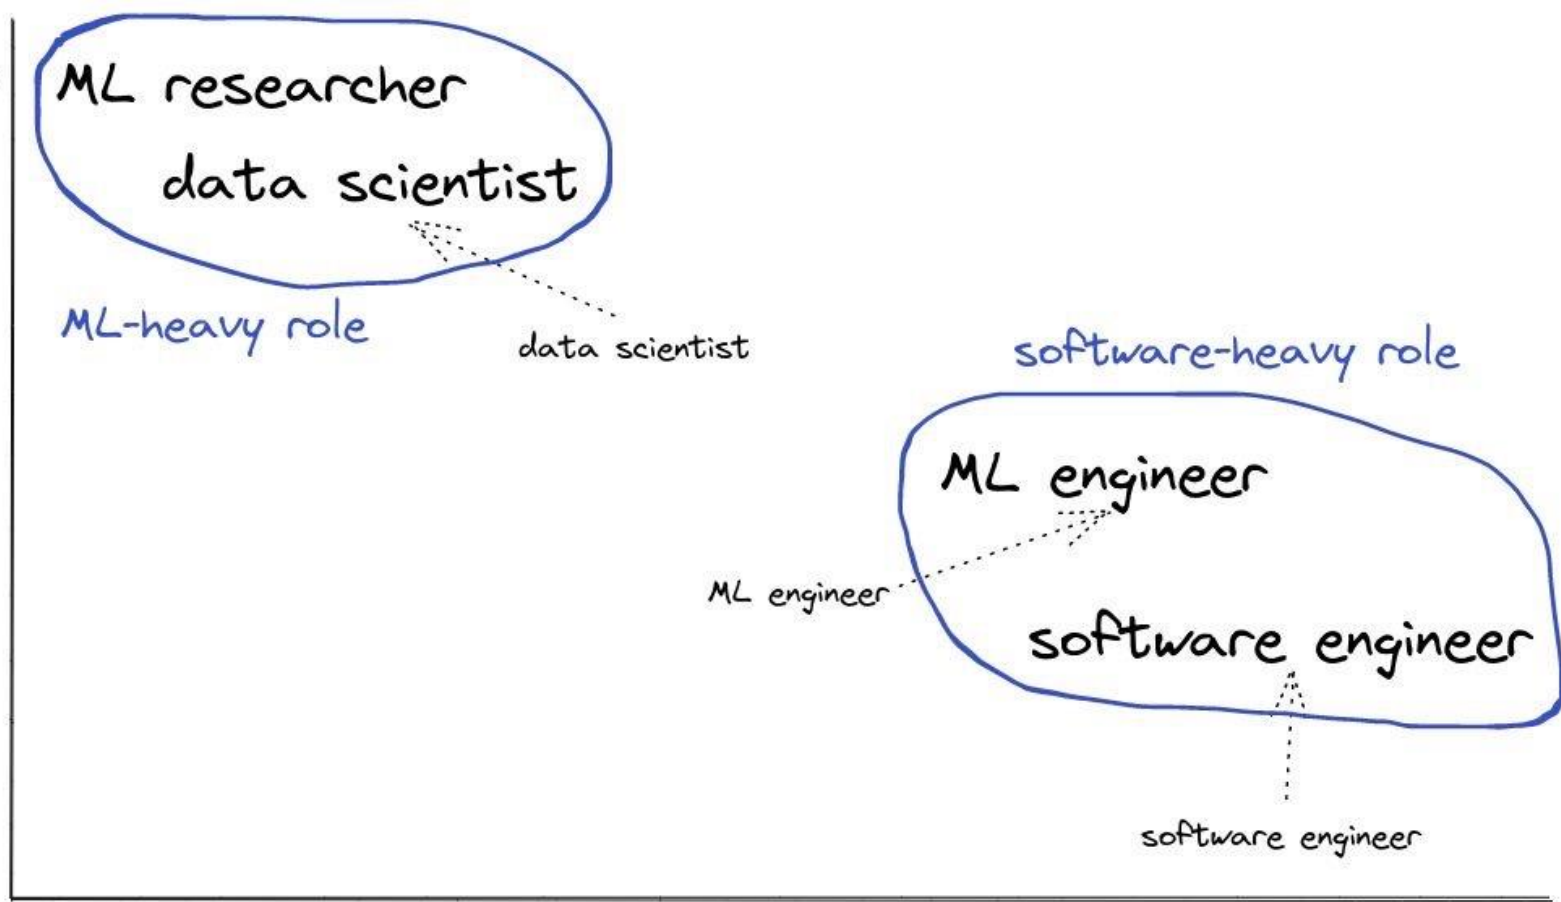 ML researcher
data scientist
ML-heavy role
data scientist
software-heavy role
ML engineer
ML engineer
software engineer
software engineer